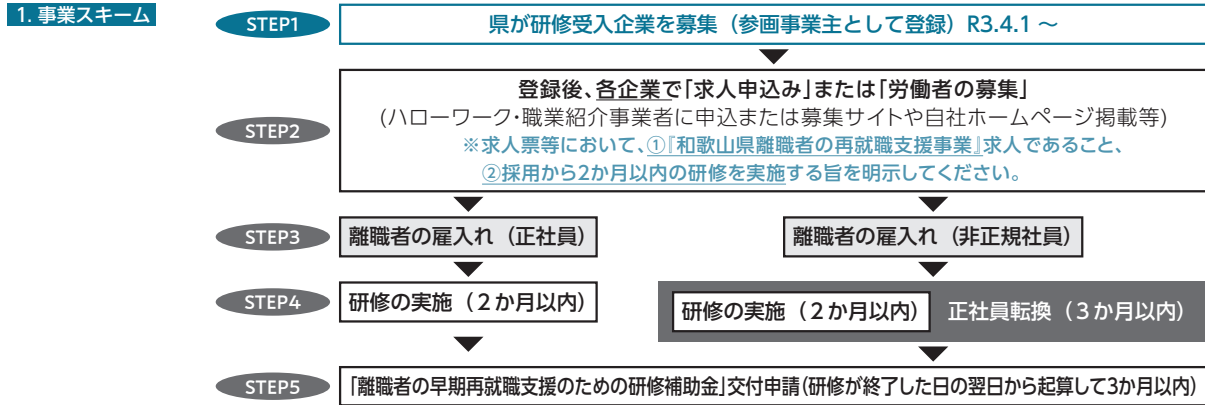 1. 事業スキーム
STEP1
県が研修受入企業を募集（参画事業主として登録）R3.4.1 ～
STEP2
登録後、各企業で「求人申込み」または「労働者の募集」
(ハローワーク・職業紹介事業者に申込または募集サイトや自社ホームページ掲載等)
※求人票等において、①『和歌山県離職者の再就職支援事業』求人であること、
②採用から2か月以内の研修を実施する旨を明示してください。
STEP3
離職者の雇入れ（正社員）
離職者の雇入れ（非正規社員）
STEP4
研修の実施（２か月以内）
研修の実施（２か月以内）
正社員転換（３か月以内）
STEP5
「離職者の早期再就職支援のための研修補助金」交付申請(研修が終了した日の翌日から起算して3か月以内)